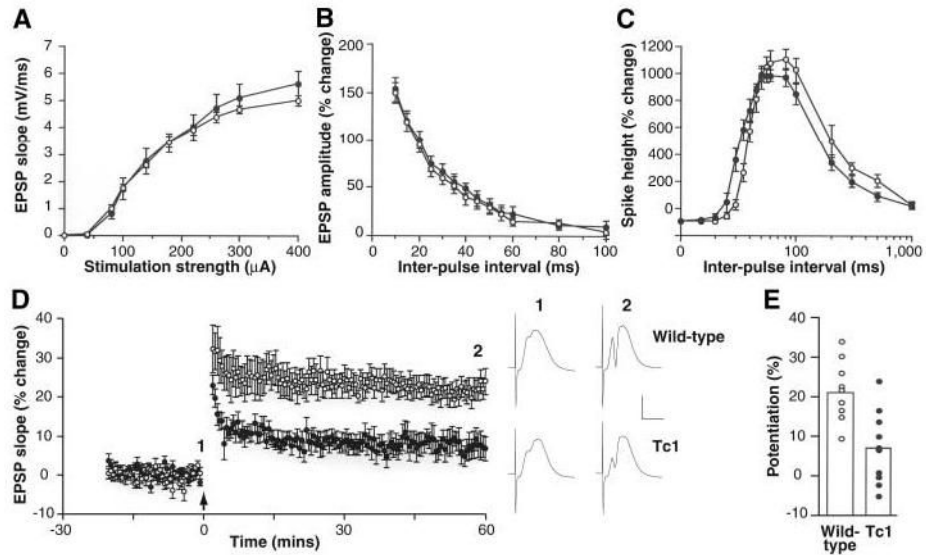 A
EPSP slope (mV/ms)
7
6
5
4
3
2
1
0
0 100 200 300 400
Stimulation strength (μA)
B
EPSP amplitude (% change)
200
150
100
50
0
0 20 40 60 80 100
Inter-pulse interval (ms)
C
Spike height (% change)
1200
1000
800
600
400
200
0
100 1,000
Inter-pulse interval (ms)
D
EPSP slope (% change)
40
30
20
10
0
-10
-30 0 30 60
Time (mins)
1
2
1 2
Wild-type
Tc1
E
Potentiation (%)
40
30
20
10
0
-10
Wild-
type
Tc1